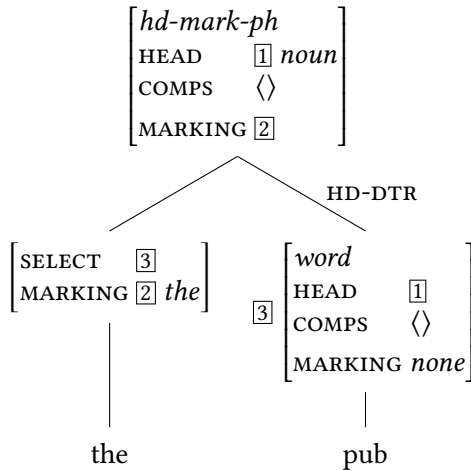 hd-mark-ph
HEAD 1 noun
COMPS ⟨⟩
MARKING 2
HD-DTR
SELECT 3
MARKING 2 the
3
word
HEAD 1
COMPS ⟨⟩
MARKING none
the pub